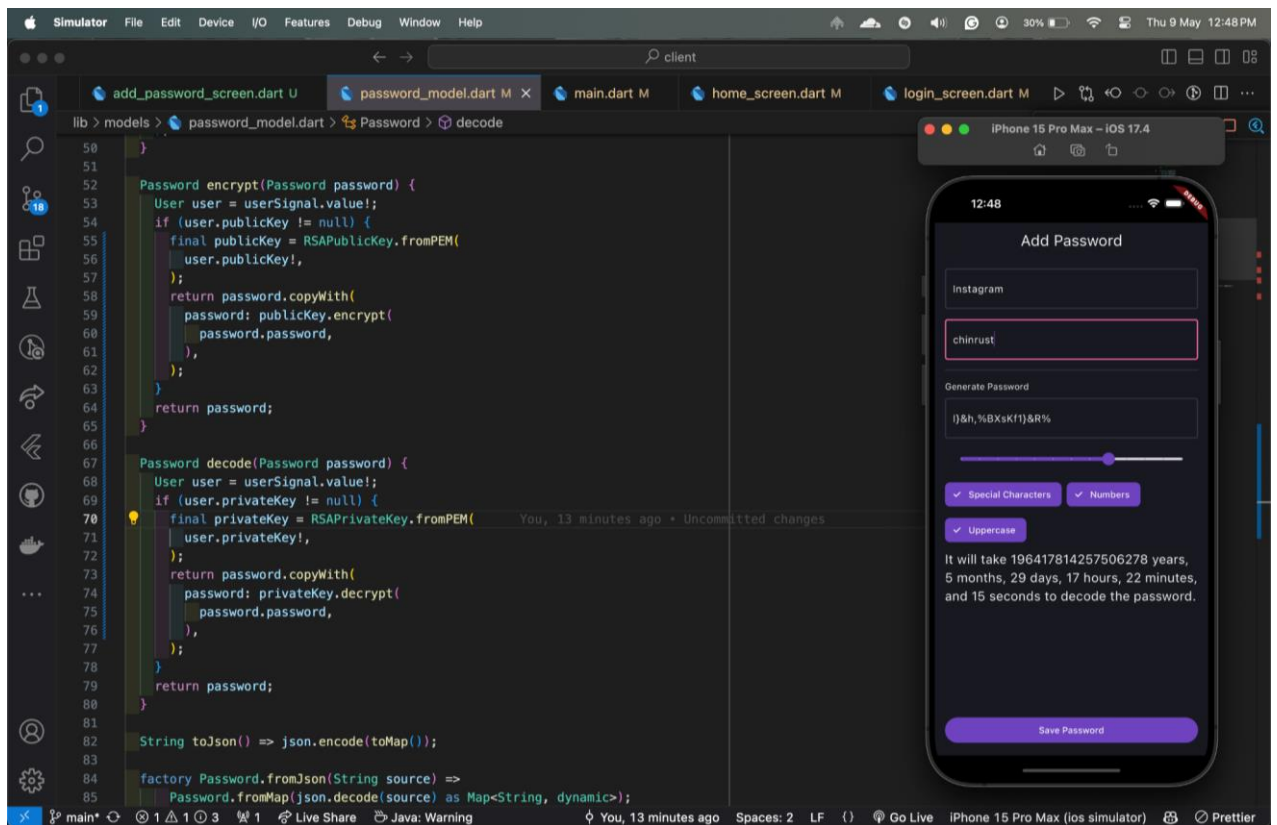 Simulator File Edit Device I/O Features Debug Window Help 30% Thu 9 May 12:48 PM
client
add_password_screen.dart U password_model.dart M main.dart M home_screen.dart M login_screen.dart M
lib > models > password_model.dart > Password > decode
50 }
51
52 Password encrypt(Password password) {
53 User user = userSignal.value!;
54 if (user.publicKey != null) {
55 final publicKey = RSAPublicKey.fromPEM(
56 user.publicKey!,
57 );
58 return password.copyWith(
59 password: publicKey.encrypt(
60 password.password,
61 ),
62 );
63 }
64 return password;
65 }
66
67 Password decode(Password password) {
68 User user = userSignal.value!;
69 if (user.privateKey != null) {
70 final privateKey = RSAPrivateKey.fromPEM( You, 13 minutes ago • Uncommitted changes
71 user.privateKey!,
72 );
73 return password.copyWith(
74 password: privateKey.decrypt(
75 password.password,
76 ),
77 );
78 }
79 return password;
80 }
81
82 String toJson() => json.encode(toMap());
83
84 factory Password.fromJson(String source) =>
85 Password.fromMap(json.decode(source) as Map<String, dynamic>);
1
18
iPhone 15 Pro Max – iOS 17.4
12:48
DEBUG
Add Password
Instagram
chinrust
Generate Password
l}&h,%BXsKf1}&R%
Special Characters Numbers
Uppercase
It will take 196417814257506278 years,
5 months, 29 days, 17 hours, 22 minutes,
and 15 seconds to decode the password.
Save Password
main* 1 1 3 1 Live Share Java: Warning You, 13 minutes ago Spaces: 2 LF {} Go Live iPhone 15 Pro Max (ios simulator) Prettier